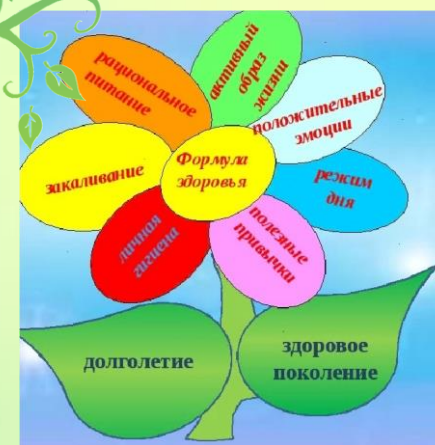 рациональное
питание
активный
образ
жизни
положительные
эмоции
закаливание
Формула
здоровья
режим
дня
личная
гигиена
полезные
привычки
долголетие
здоровое
поколение